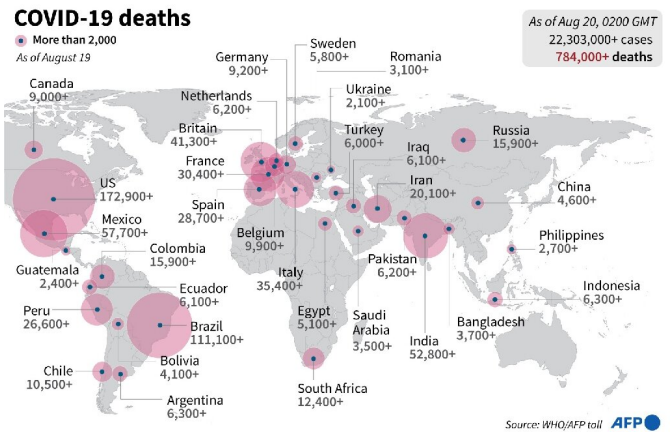 COVID-19 deaths
More than 2,000
As of August 19
As of Aug 20, 0200 GMT
22,303,000+ cases
784,000+ deaths
Canada
9,000+
US
172,900+
Mexico
57,700+
Guatemala
2,400+
Colombia
15,900+
Ecuador
6,100+
Peru
26,600+
Brazil
111,100+
Bolivia
4,100+
Chile
10,500+
Argentina
6,300+
Germany
9,200+
Sweden
5,800+
Romania
3,100+
Netherlands
6,200+
Ukraine
2,100+
Britain
41,300+
Turkey
6,000+
France
30,400+
Iraq
6,100+
Russia
15,900+
Iran
20,100+
Spain
28,700+
China
4,600+
Belgium
9,900+
Italy
35,400+
Philippines
2,700+
Pakistan
6,200+
Egypt
5,100+
Saudi
Arabia
3,500+
India
52,800+
Bangladesh
3,700+
Indonesia
6,300+
South Africa
12,400+
Source: WHO/AFP toll
AFP